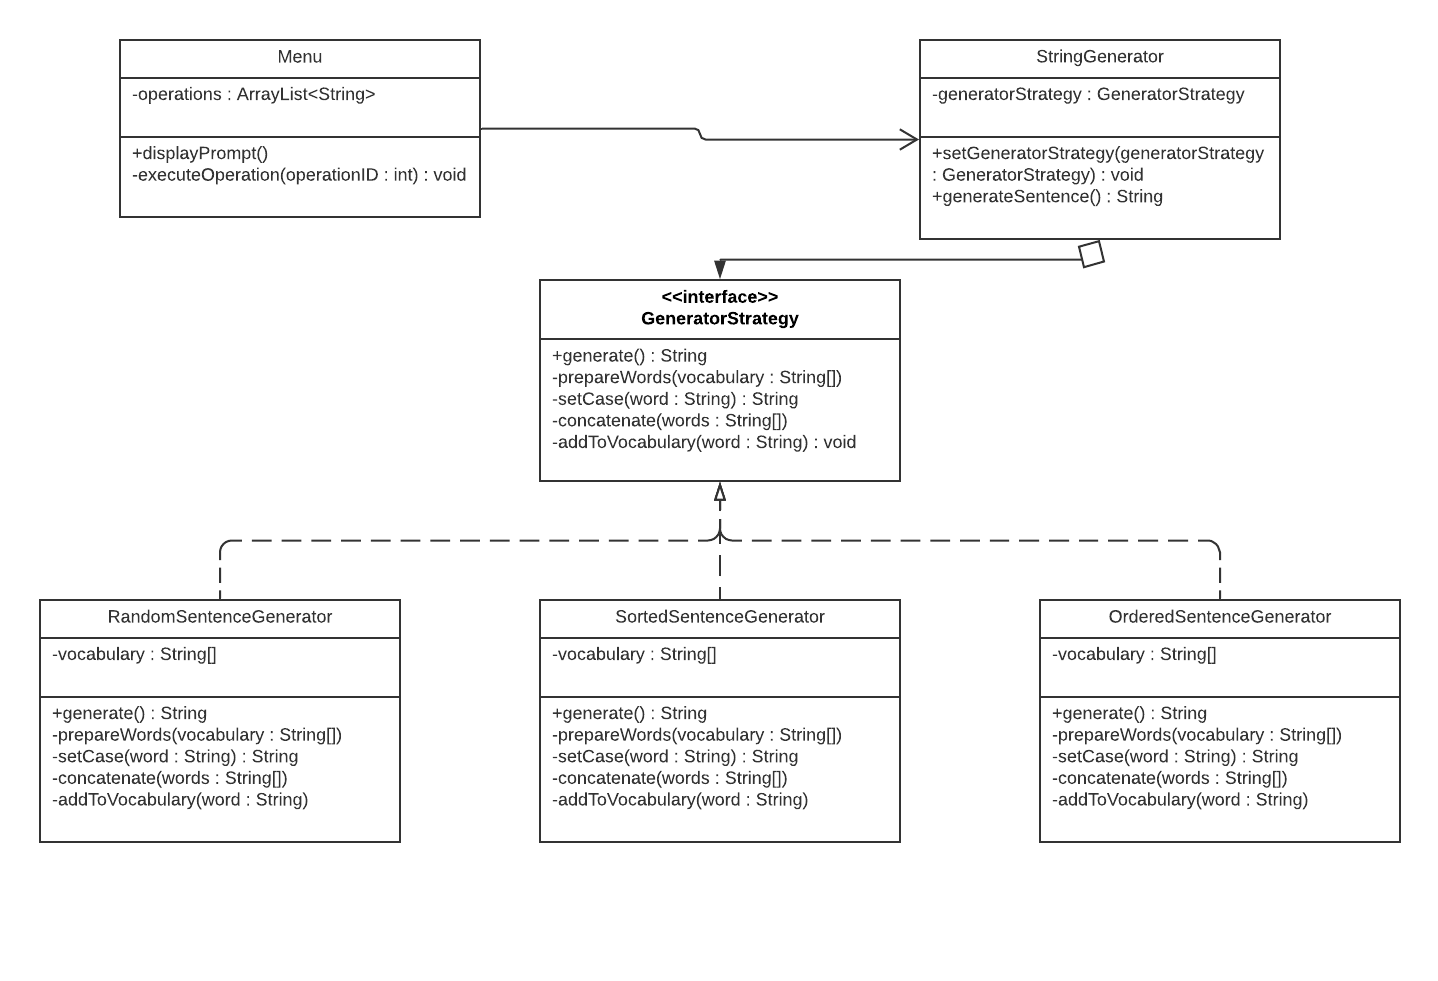 Menu
-operations : ArrayList<String>
+displayPrompt()
-executeOperation(operationID : int) : void
StringGenerator
-generatorStrategy : GeneratorStrategy
+setGeneratorStrategy(generatorStrategy
: GeneratorStrategy) : void
+generateSentence() : String
<<interface>>
GeneratorStrategy
+generate() : String
-prepareWords(vocabulary : String[])
-setCase(word : String) : String
-concatenate(words : String[])
-addToVocabulary(word : String) : void
RandomSentenceGenerator
-vocabulary : String[]
+generate() : String
-prepareWords(vocabulary : String[])
-setCase(word : String) : String
-concatenate(words : String[])
-addToVocabulary(word : String)
SortedSentenceGenerator
-vocabulary : String[]
+generate() : String
-prepareWords(vocabulary : String[])
-setCase(word : String) : String
-concatenate(words : String[])
-addToVocabulary(word : String)
OrderedSentenceGenerator
-vocabulary : String[]
+generate() : String
-prepareWords(vocabulary : String[])
-setCase(word : String) : String
-concatenate(words : String[])
-addToVocabulary(word : String)